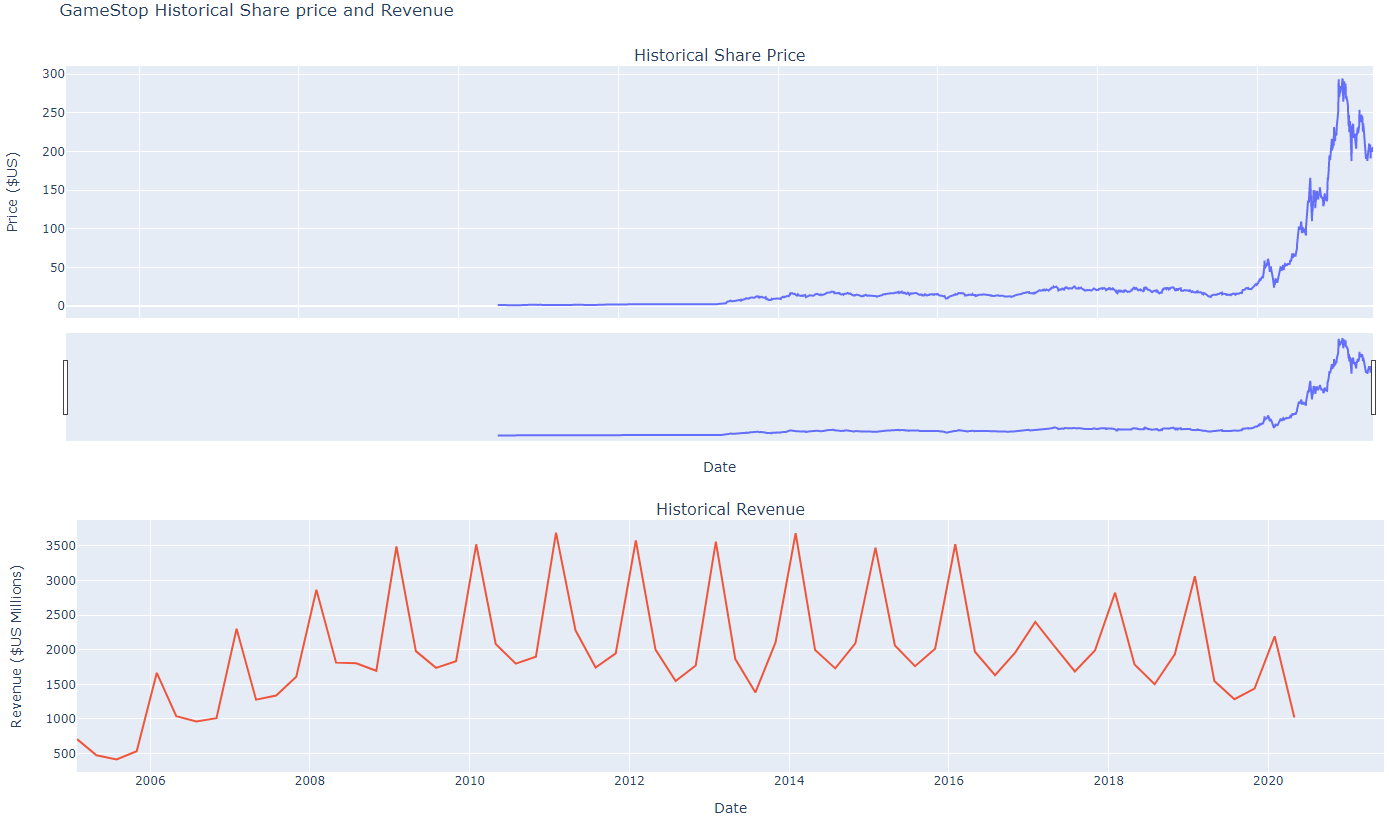 GameStop Historical Share price and Revenue
Historical Share Price
300
250
200
150
100
50
0
Price ($US)
Date
Historical Revenue
3500
3000
2500
2000
1500
1000
500
Revenue ($US Millions)
2006 2008 2010 2012 2014 2016 2018 2020
Date